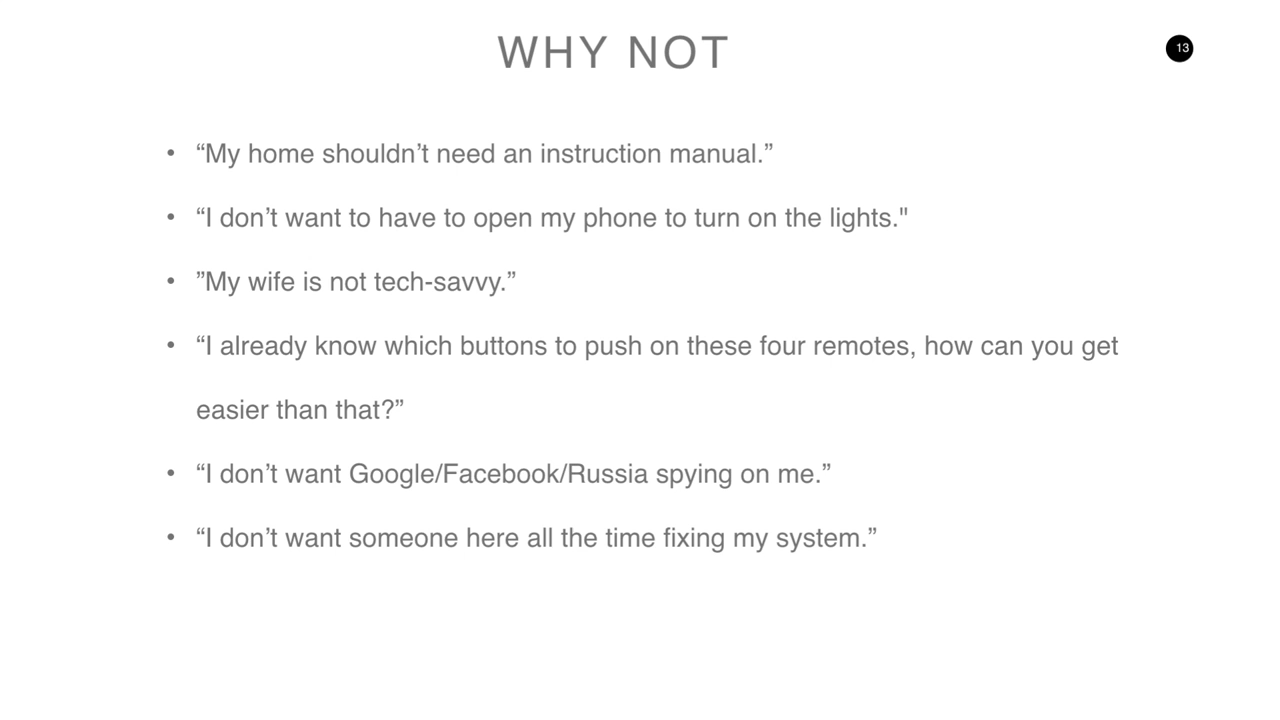 WHY NOT
13
• “My home shouldn’t need an instruction manual.”
• “I don’t want to have to open my phone to turn on the lights."
• ”My wife is not tech-savvy.”
• “I already know which buttons to push on these four remotes, how can you get
easier than that?”
• “I don’t want Google/Facebook/Russia spying on me.”
• “I don’t want someone here all the time fixing my system.”